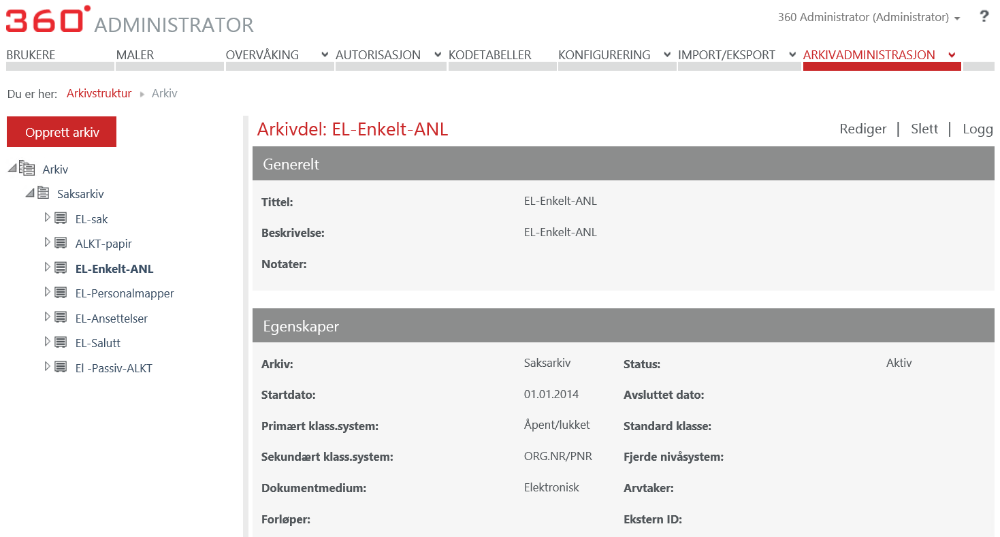 360° ADMINISTRATOR
360 Administrator (Administrator)
?
BRUKERE MALER OVERVÅKING AUTORISASJON KODETABELLER KONFIGURERING IMPORT/EKSPORT ARKIVADMINISTRASJON
Du er her: Arkivstruktur Arkiv
Opprett arkiv
Arkiv
Saksarkiv
EL-sak
ALKT-papir
EL-Enkelt-ANL
EL-Personalmapper
EL-Ansettelser
EL-Salutt
El -Passiv-ALKT
Arkivdel: EL-Enkelt-ANL
Rediger | Slett | Logg
Generelt
Tittel: EL-Enkelt-ANL
Beskrivelse: EL-Enkelt-ANL
Notater:
Egenskaper
Arkiv: Saksarkiv Status: Aktiv
Startdato: 01.01.2014 Avsluttet dato:
Primært klass.system: Åpent/lukket Standard klasse:
Sekundært klass.system: ORG.NR/PNR Fjerde nivåsystem:
Dokumentmedium: Elektronisk Arvtaker:
Forløper: Ekstern ID: